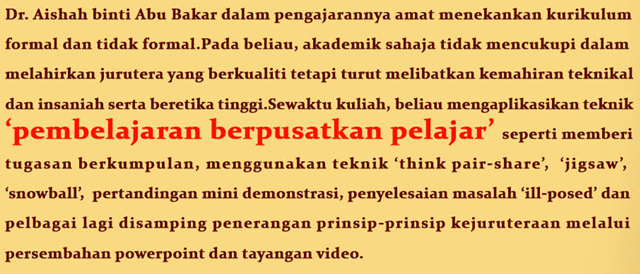 Dr. Aishah binti Abu Bakar dalam pengajarannya amat menekankan kurikulum
formal dan tidak formal.Pada beliau, akademik sahaja tidak mencukupi dalam
melahirkan jurutera yang berkualiti tetapi turut melibatkan kemahiran teknikal
dan insaniah serta beretika tinggi.Sewaktu kuliah, beliau mengaplikasikan teknik
‘pembelajaran berpusatkan pelajar’ seperti memberi
tugasan berkumpulan, menggunakan teknik ‘think pair-share’, ‘jigsaw’,
‘snowball’, pertandingan mini demonstrasi, penyelesaian masalah ‘ill-posed’ dan
pelbagai lagi disamping penerangan prinsip-prinsip kejuruteraan melalui
persembahan powerpoint dan tayangan video.